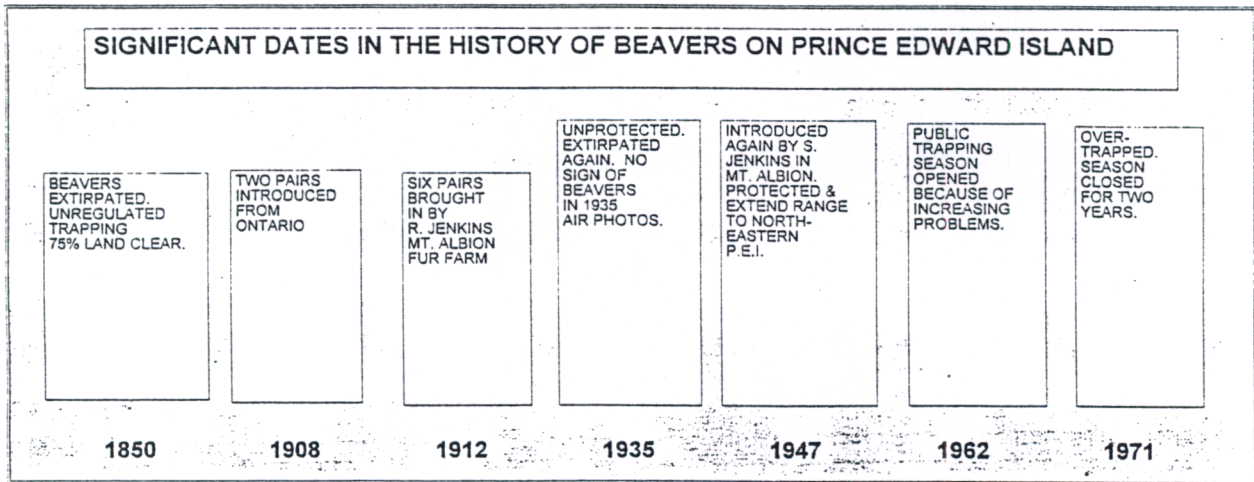 SIGNIFICANT DATES IN THE HISTORY OF BEAVERS ON PRINCE EDWARD ISLAND
BEAVERS
EXTIRPATED.
UNREGULATED
TRAPPING
75% LAND CLEAR.
TWO PAIRS
INTRODUCED
FROM
ONTARIO
SIX PAIRS
BROUGHT
IN BY
R. JENKINS
MT. ALBION
FUR FARM
UNPROTECTED.
EXTIRPATED
AGAIN. NO
SIGN OF
BEAVERS
IN 1935
AIR PHOTOS.
INTRODUCED
AGAIN BY S.
JENKINS IN
MT. ALBION.
PROTECTED &
EXTEND RANGE
TO NORTH-
EASTERN
P.E.I.
PUBLIC
TRAPPING
SEASON
OPENED
BECAUSE OF
INCREASING
PROBLEMS.
OVER-
TRAPPED.
SEASON
CLOSED
FOR TWO
YEARS.
1850 1908 1912 1935 1947 1962 1971